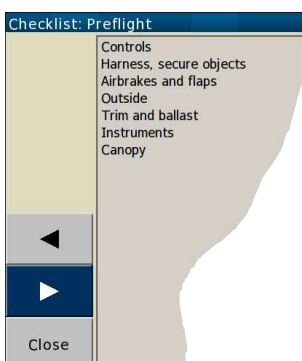 Checklist: Preflight
Controls
Harness, secure objects
Airbrakes and flaps
Outside
Trim and ballast
Instruments
Canopy
Close